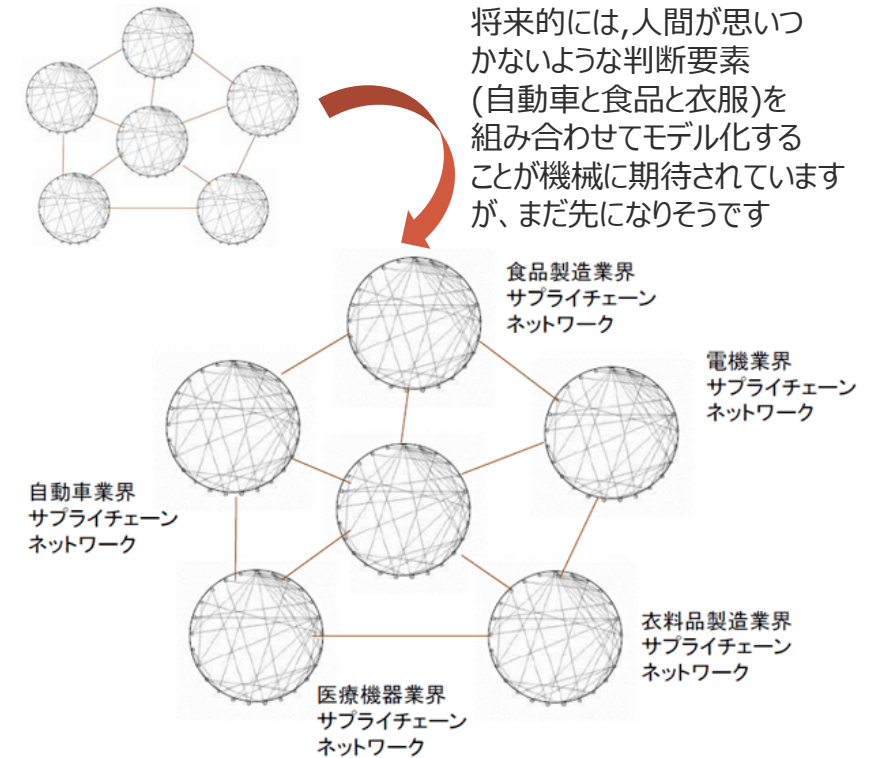 将来的には,人間が思いつ
かないような判断要素
(自動車と食品と衣服)を
組み合わせてモデル化する
ことが機械に期待されています
が、まだ先になりそうです
食品製造業界
サプライチェーン
ネットワーク
電機業界
サプライチェーン
ネットワーク
自動車業界
サプライチェーン
ネットワーク
衣料品製造業界
サプライチェーン
ネットワーク
医療機器業界
サプライチェーン
ネットワーク